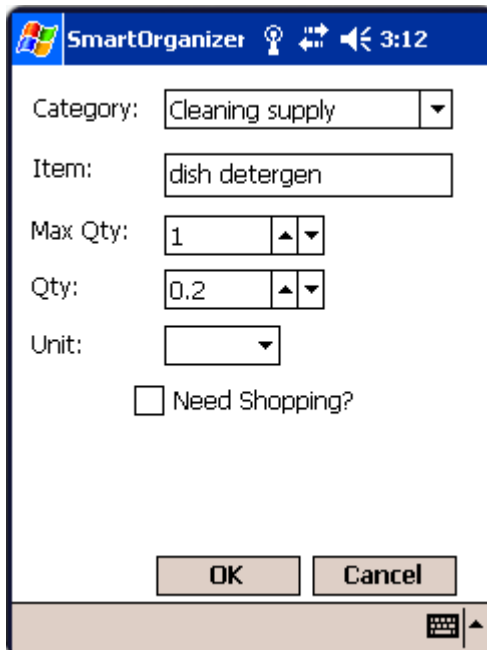 SmartOrganizer 3:12
Category: Cleaning supply
Item: dish detergen
Max Qty: 1
Qty: 0.2
Unit:
Need Shopping?
OK Cancel